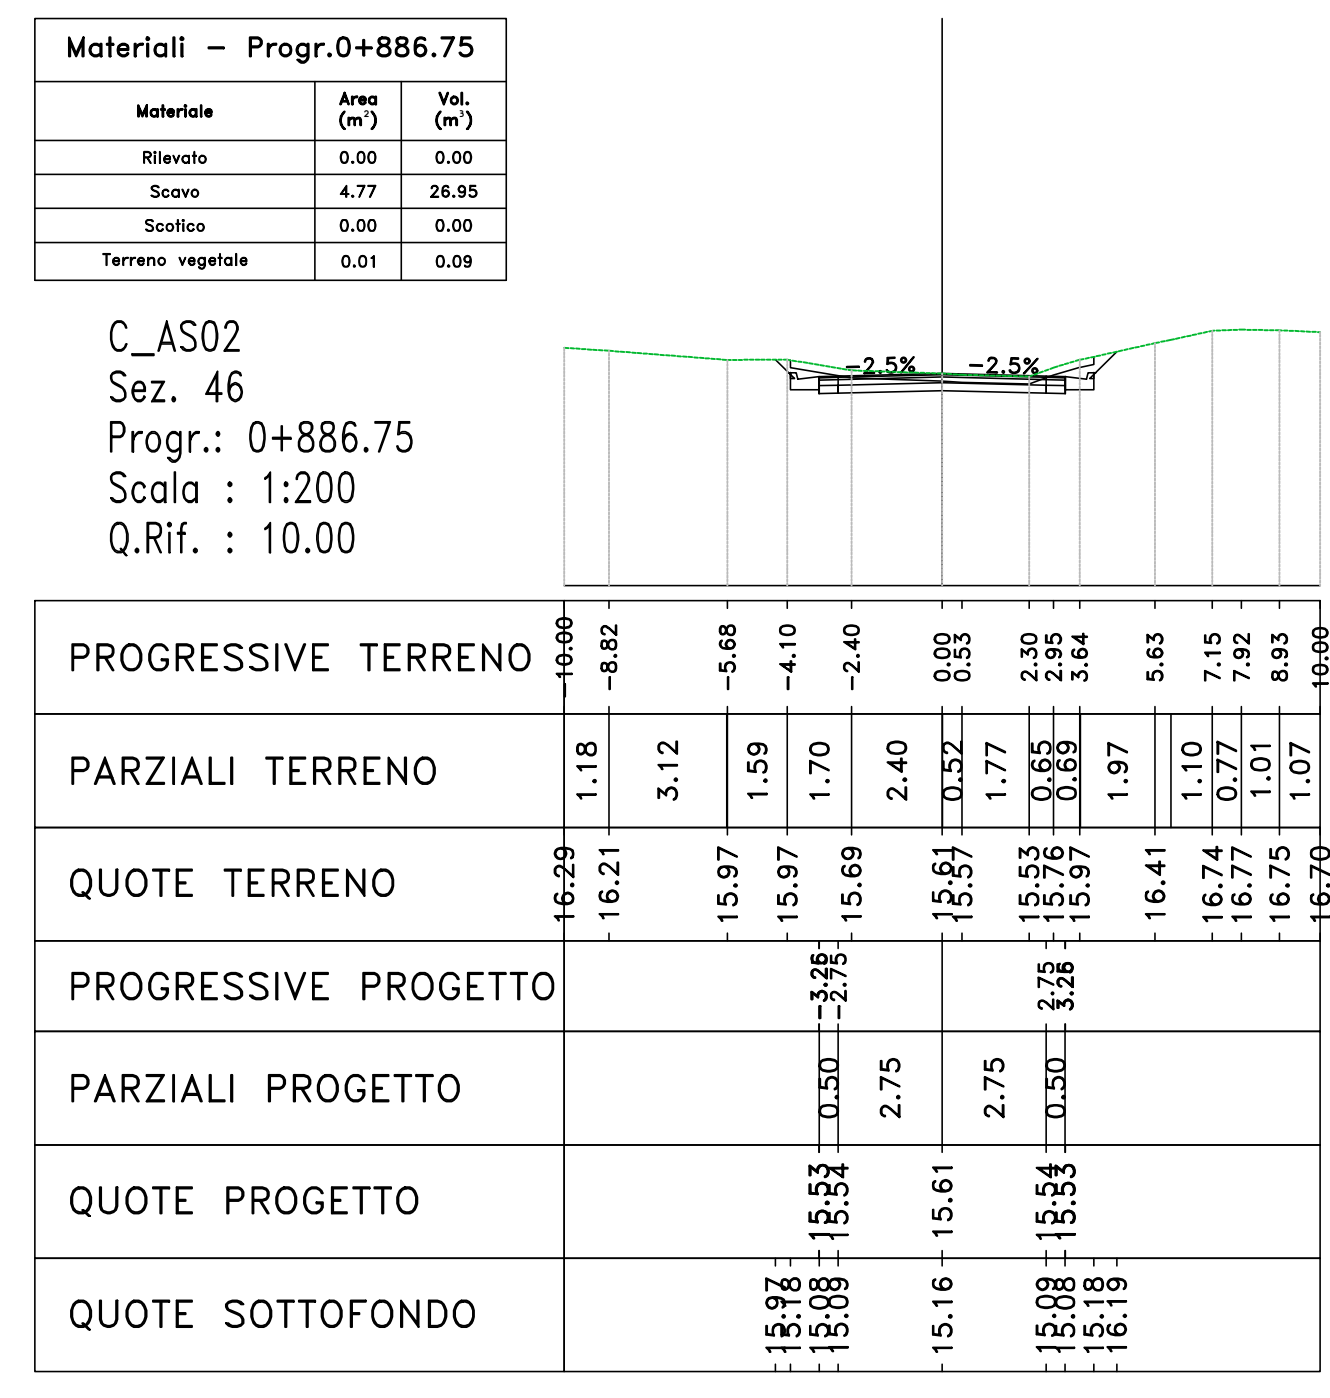 Materiali - Progr.0+886.75
Materiale Area (m²) Vol. (m³)
Rilevato 0.00 0.00
Scavo 4.77 26.95
Scotico 0.00 0.00
Terreno vegetale 0.01 0.09
C_AS02
Sez. 46
Progr.: 0+886.75
Scala : 1:200
Q.Rif. : 10.00
-2.5% -2.5%
PROGRESSIVE TERRENO -10.00 -8.82 -5.68 -4.10 -2.40 0.00 0.53 2.30 2.95 3.64 5.63 7.15 7.92 8.93 10.00
PARZIALI TERRENO 1.18 3.12 1.59 1.70 2.40 0.52 1.77 0.65 0.69 1.97 1.10 0.77 1.01 1.07
QUOTE TERRENO 16.29 16.21 15.97 15.97 15.69 15.61 15.57 15.53 15.76 15.97 16.41 16.74 16.77 16.75 16.70
PROGRESSIVE PROGETTO -3.26 -2.75 2.75 3.26
PARZIALI PROGETTO 0.50 2.75 2.75 0.50
QUOTE PROGETTO 15.53 15.54 15.61 15.54 15.53
QUOTE SOTTOFONDO 15.97 15.18 15.08 15.09 15.16 15.09 15.08 15.18 16.19